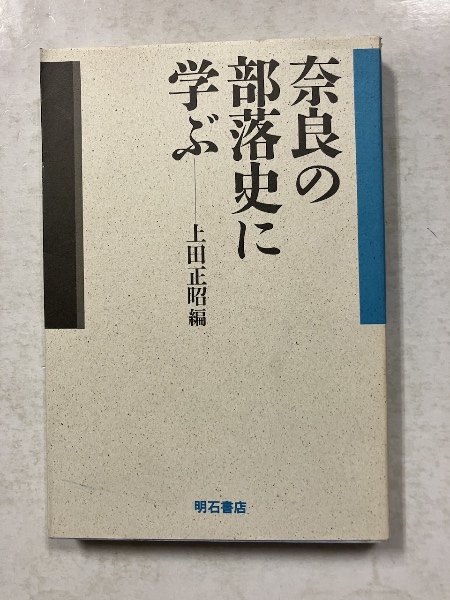 奈良の
部落史に
学ぶ
上田正昭編
明石書店